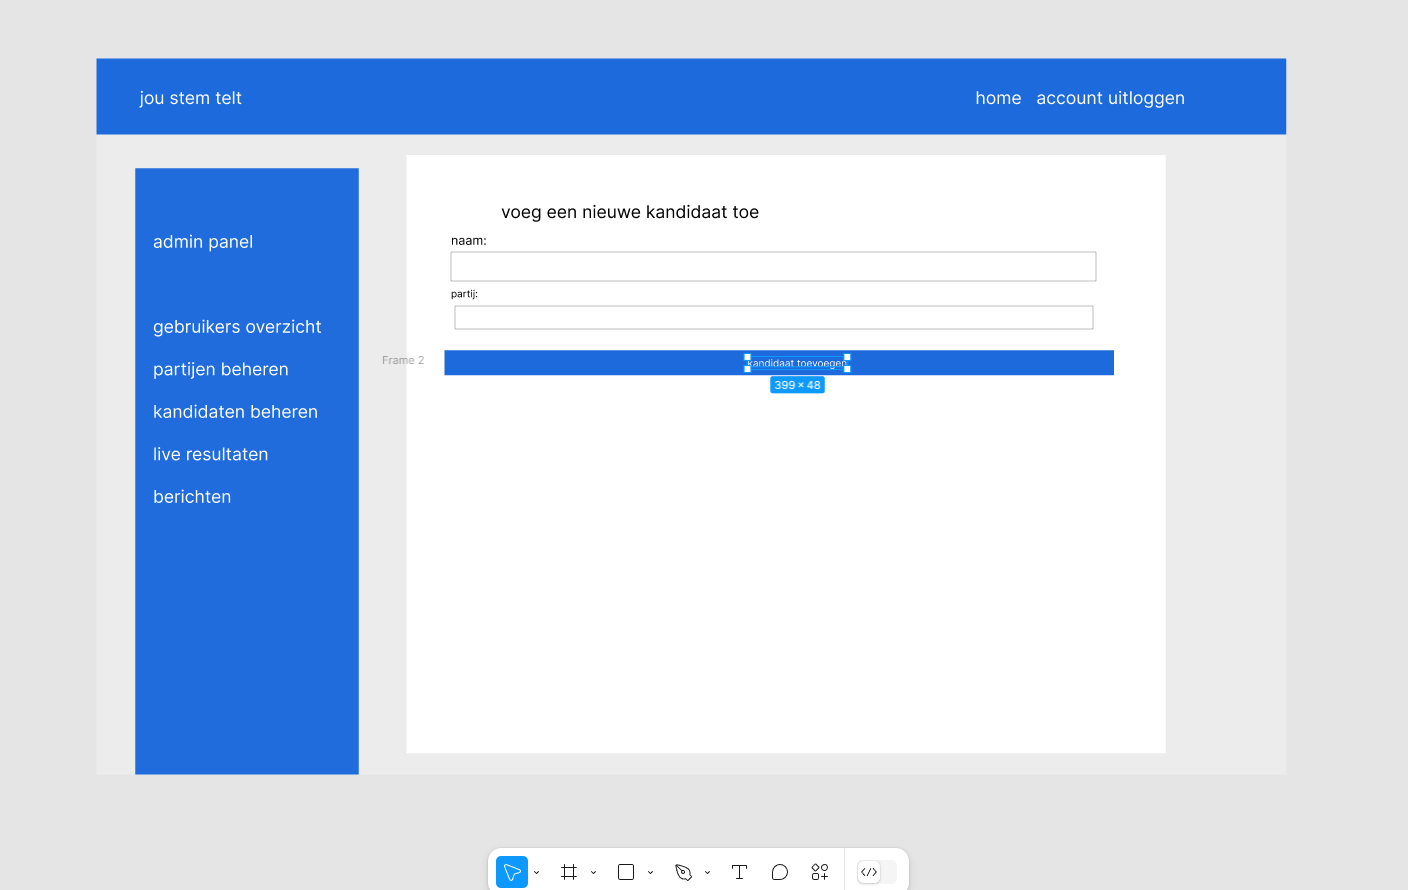 jou stem telt
home account uitloggen
admin panel
gebruikers overzicht
partijen beheren
kandidaten beheren
live resultaten
berichten
voeg een nieuwe kandidaat toe
naam:
partij:
Frame 2
kandidaat toevoegen
399 × 48